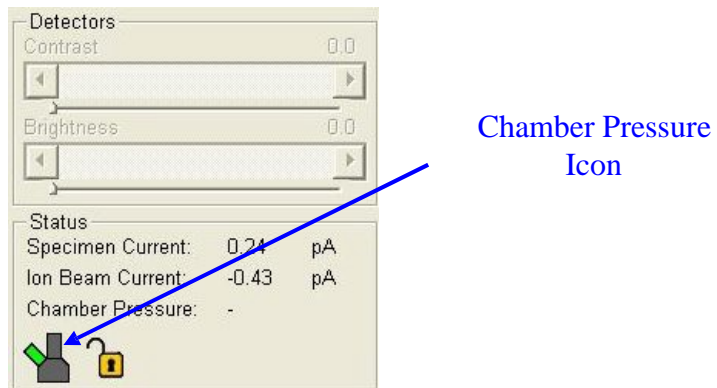 Detectors
Contrast 0.0
Brightness 0.0
Chamber Pressure
Icon
Status
Specimen Current: 0.24 pA
Ion Beam Current: -0.43 pA
Chamber Pressure: -